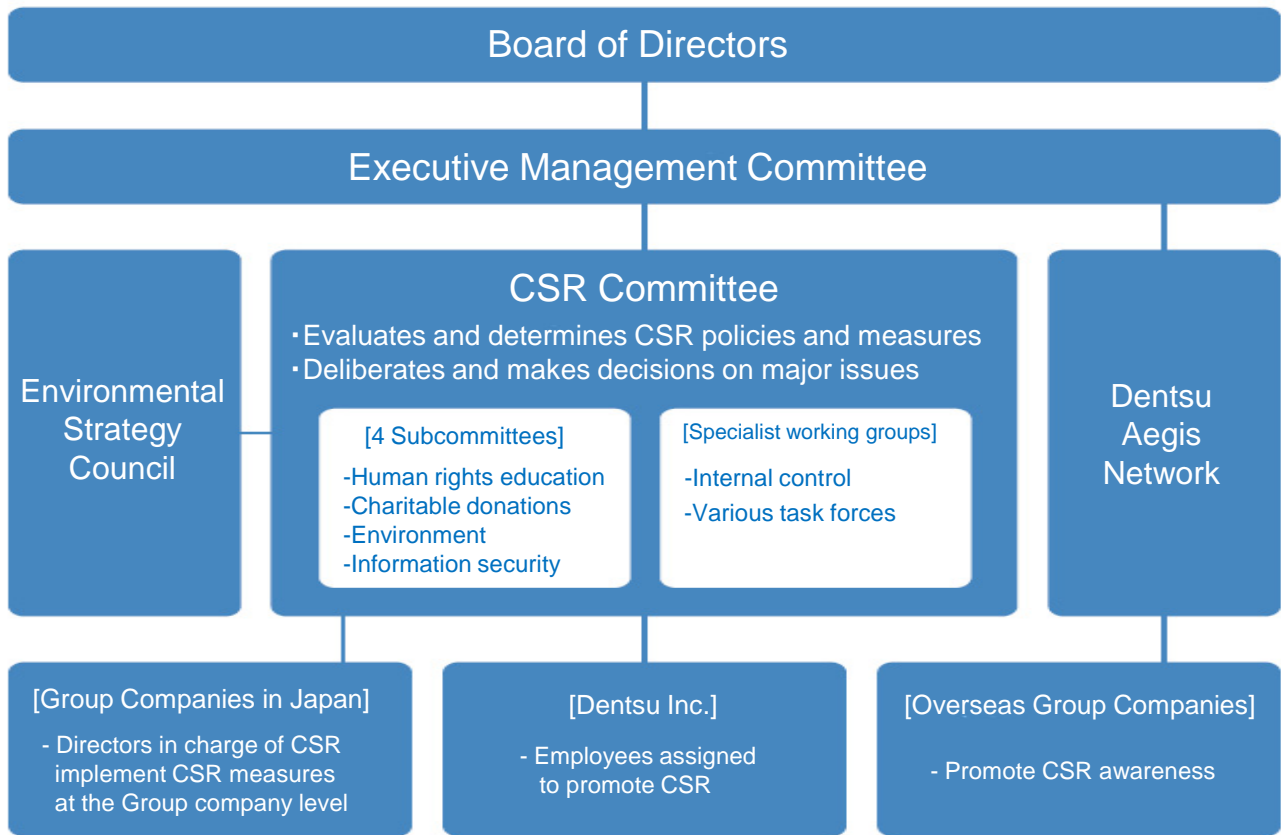 Board of Directors
Executive Management Committee
Environmental
Strategy
Council
CSR Committee
・Evaluates and determines CSR policies and measures
・Deliberates and makes decisions on major issues
[4 Subcommittees]
-Human rights education
-Charitable donations
-Environment
-Information security
[Specialist working groups]
-Internal control
-Various task forces
Dentsu
Aegis
Network
[Group Companies in Japan]
- Directors in charge of CSR
implement CSR measures
at the Group company level
[Dentsu Inc.]
- Employees assigned
to promote CSR
[Overseas Group Companies]
- Promote CSR awareness